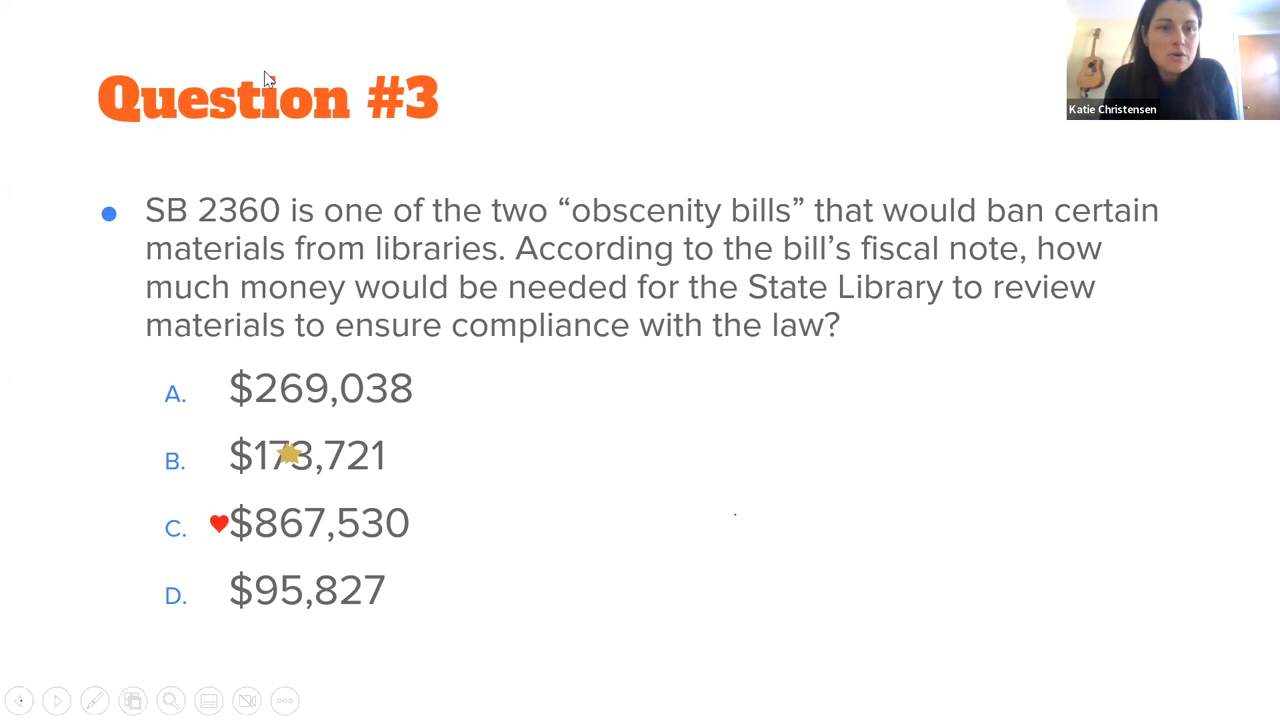 Question #3
Katie Christensen
SB 2360 is one of the two “obscenity bills” that would ban certain
materials from libraries. According to the bill’s fiscal note, how
much money would be needed for the State Library to review
materials to ensure compliance with the law?
A. $269,038
B. $173,721
C. $867,530
D. $95,827